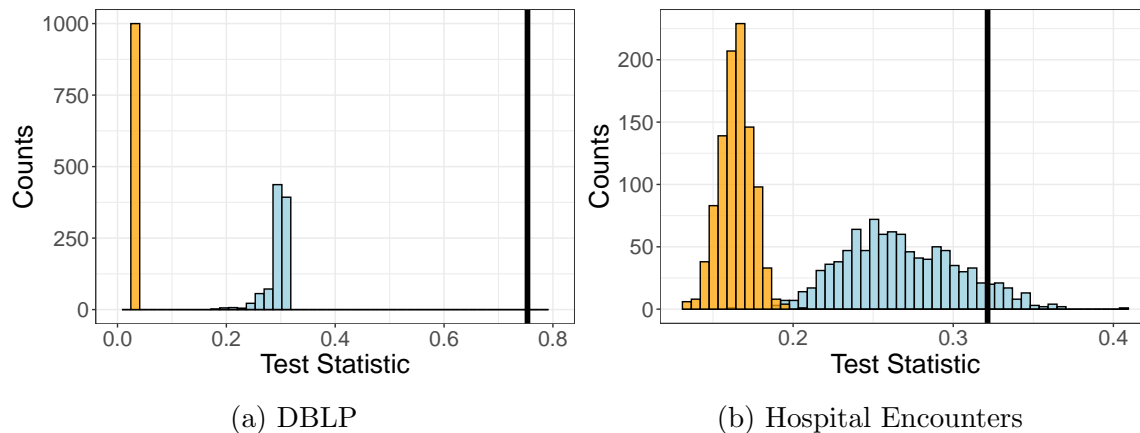 1000
750
500
250
0
Counts
0.0 0.2 0.4 0.6 0.8
Test Statistic
(a) DBLP
200
150
100
50
0
Counts
0.2 0.3 0.4
Test Statistic
(b) Hospital Encounters